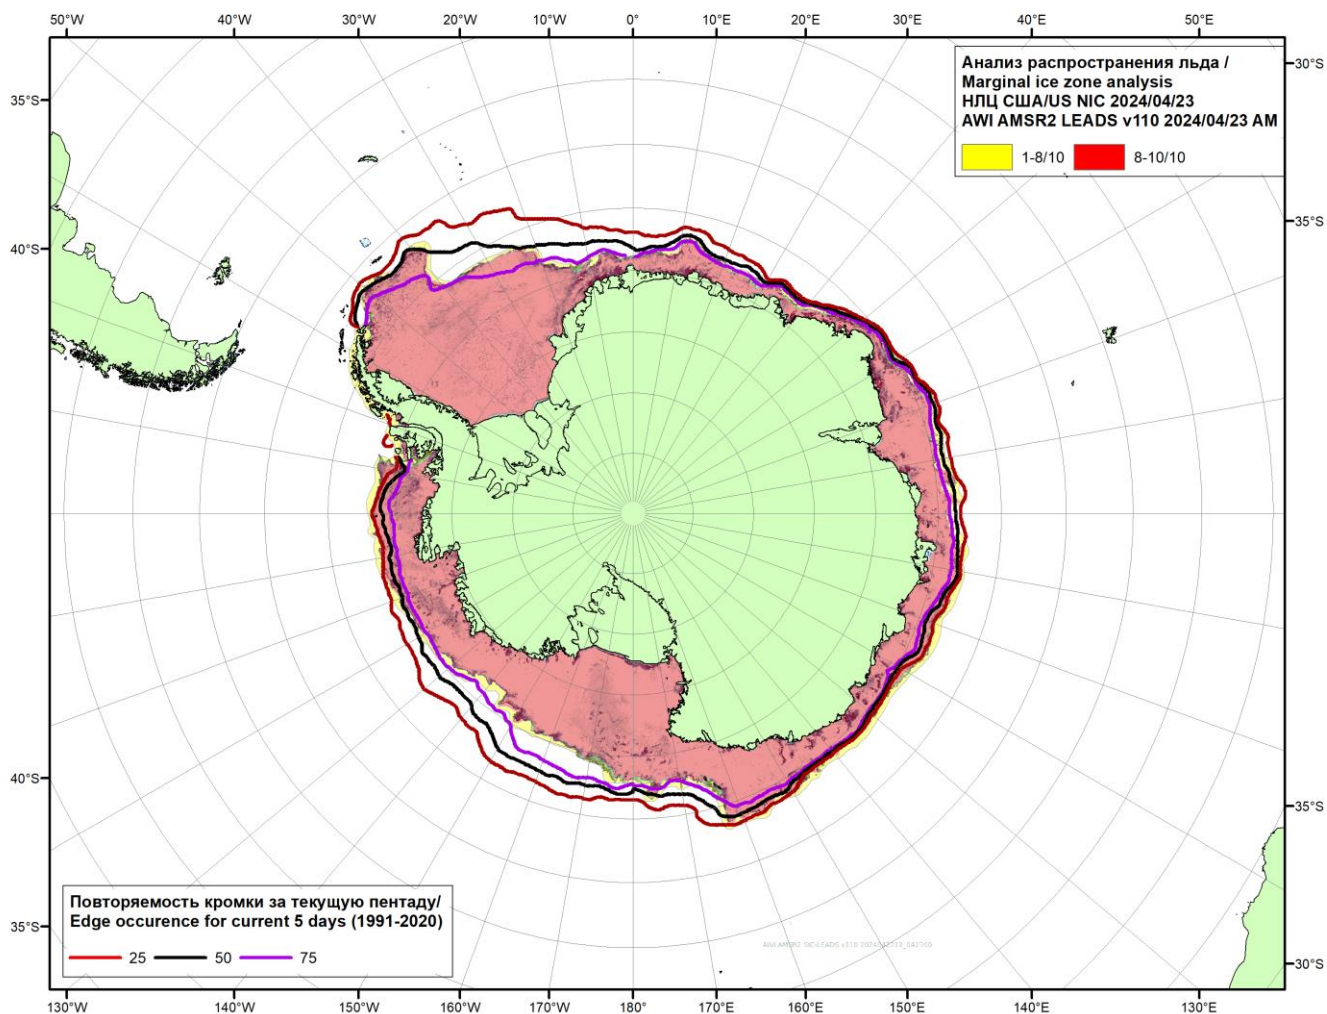 50°W 40°W 30°W 20°W 10°W 0° 10°E 20°E 30°E 40°E 50°E
30°S
35°S
35°S
40°S
40°S
35°S
35°S
40°S
35°S
30°S
Анализ распространения льда /
Marginal ice zone analysis
НЛЦ США/US NIC 2024/04/23
AWI AMSR2 LEADS v110 2024/04/23 AM
1-8/10 8-10/10
Повторяемость кромки за текущую пентаду/
Edge occurence for current 5 days (1991-2020)
25 50 75
130°W 140°W 150°W 160°W 170°W 180° 170°E 160°E 150°E 140°E 130°E